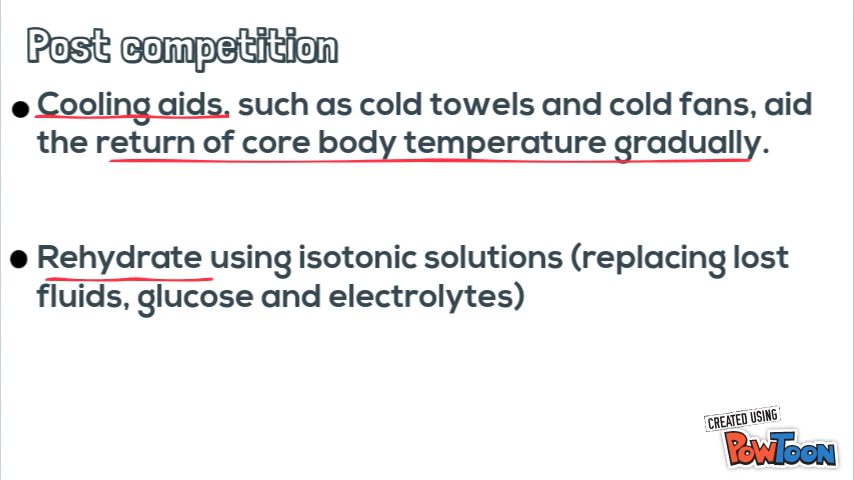 Post competition
Cooling aids. such as cold towels and cold fans, aid
the return of core body temperature gradually.
Rehydrate using isotonic solutions (replacing lost
fluids, glucose and electrolytes)
CREATED USING
POWTOON